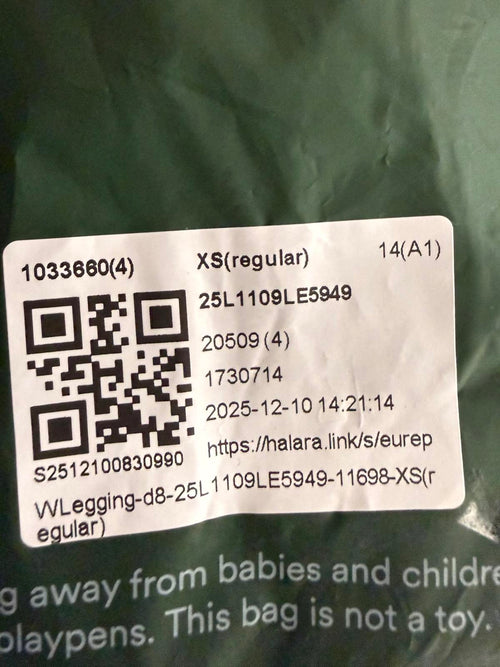 1033660(4)
XS(regular)
14(A1)
25L1109LE5949
20509(4)
1730714
2025-12-10 14:21:14
https://halara.link/s/eurep
S2512100830990
VVLegging-d8-25L1109LE5949-11698-XS(r
egular)
g away from babies and childre
playpens. This bag is not a toy.